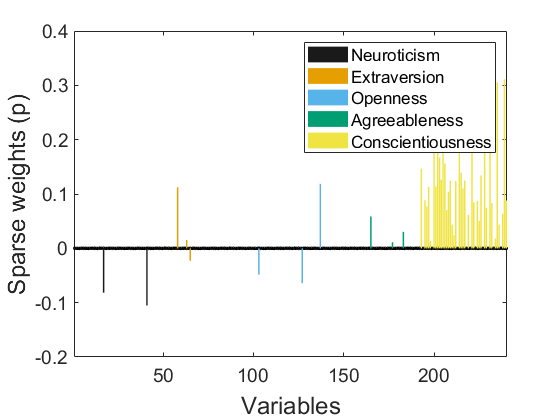 0.4
0.3
0.2
0.1
0
-0.1
-0.2
Sparse weights (p)
Neuroticism
Extraversion
Openness
Agreeableness
Conscientiousness
50
100
150
200
Variables